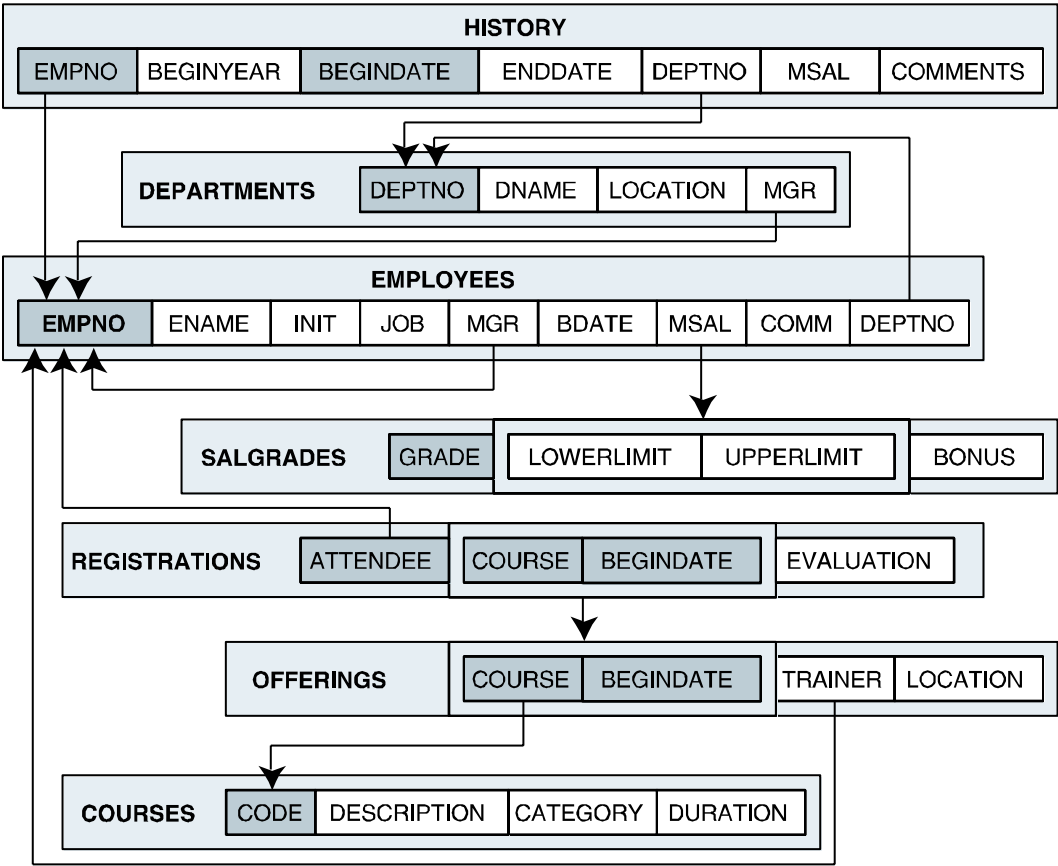 HISTORY
EMPNO BEGINYEAR BEGINDATE ENDDATE DEPTNO MSAL COMMENTS
DEPARTMENTS DEPTNO DNAME LOCATION MGR
EMPLOYEES
EMPNO ENAME INIT JOB MGR BDATE MSAL COMM DEPTNO
SALGRADES GRADE LOWERLIMIT UPPERLIMIT BONUS
REGISTRATIONS ATTENDEE COURSE BEGINDATE EVALUATION
OFFERINGS COURSE BEGINDATE TRAINER LOCATION
COURSES CODE DESCRIPTION CATEGORY DURATION